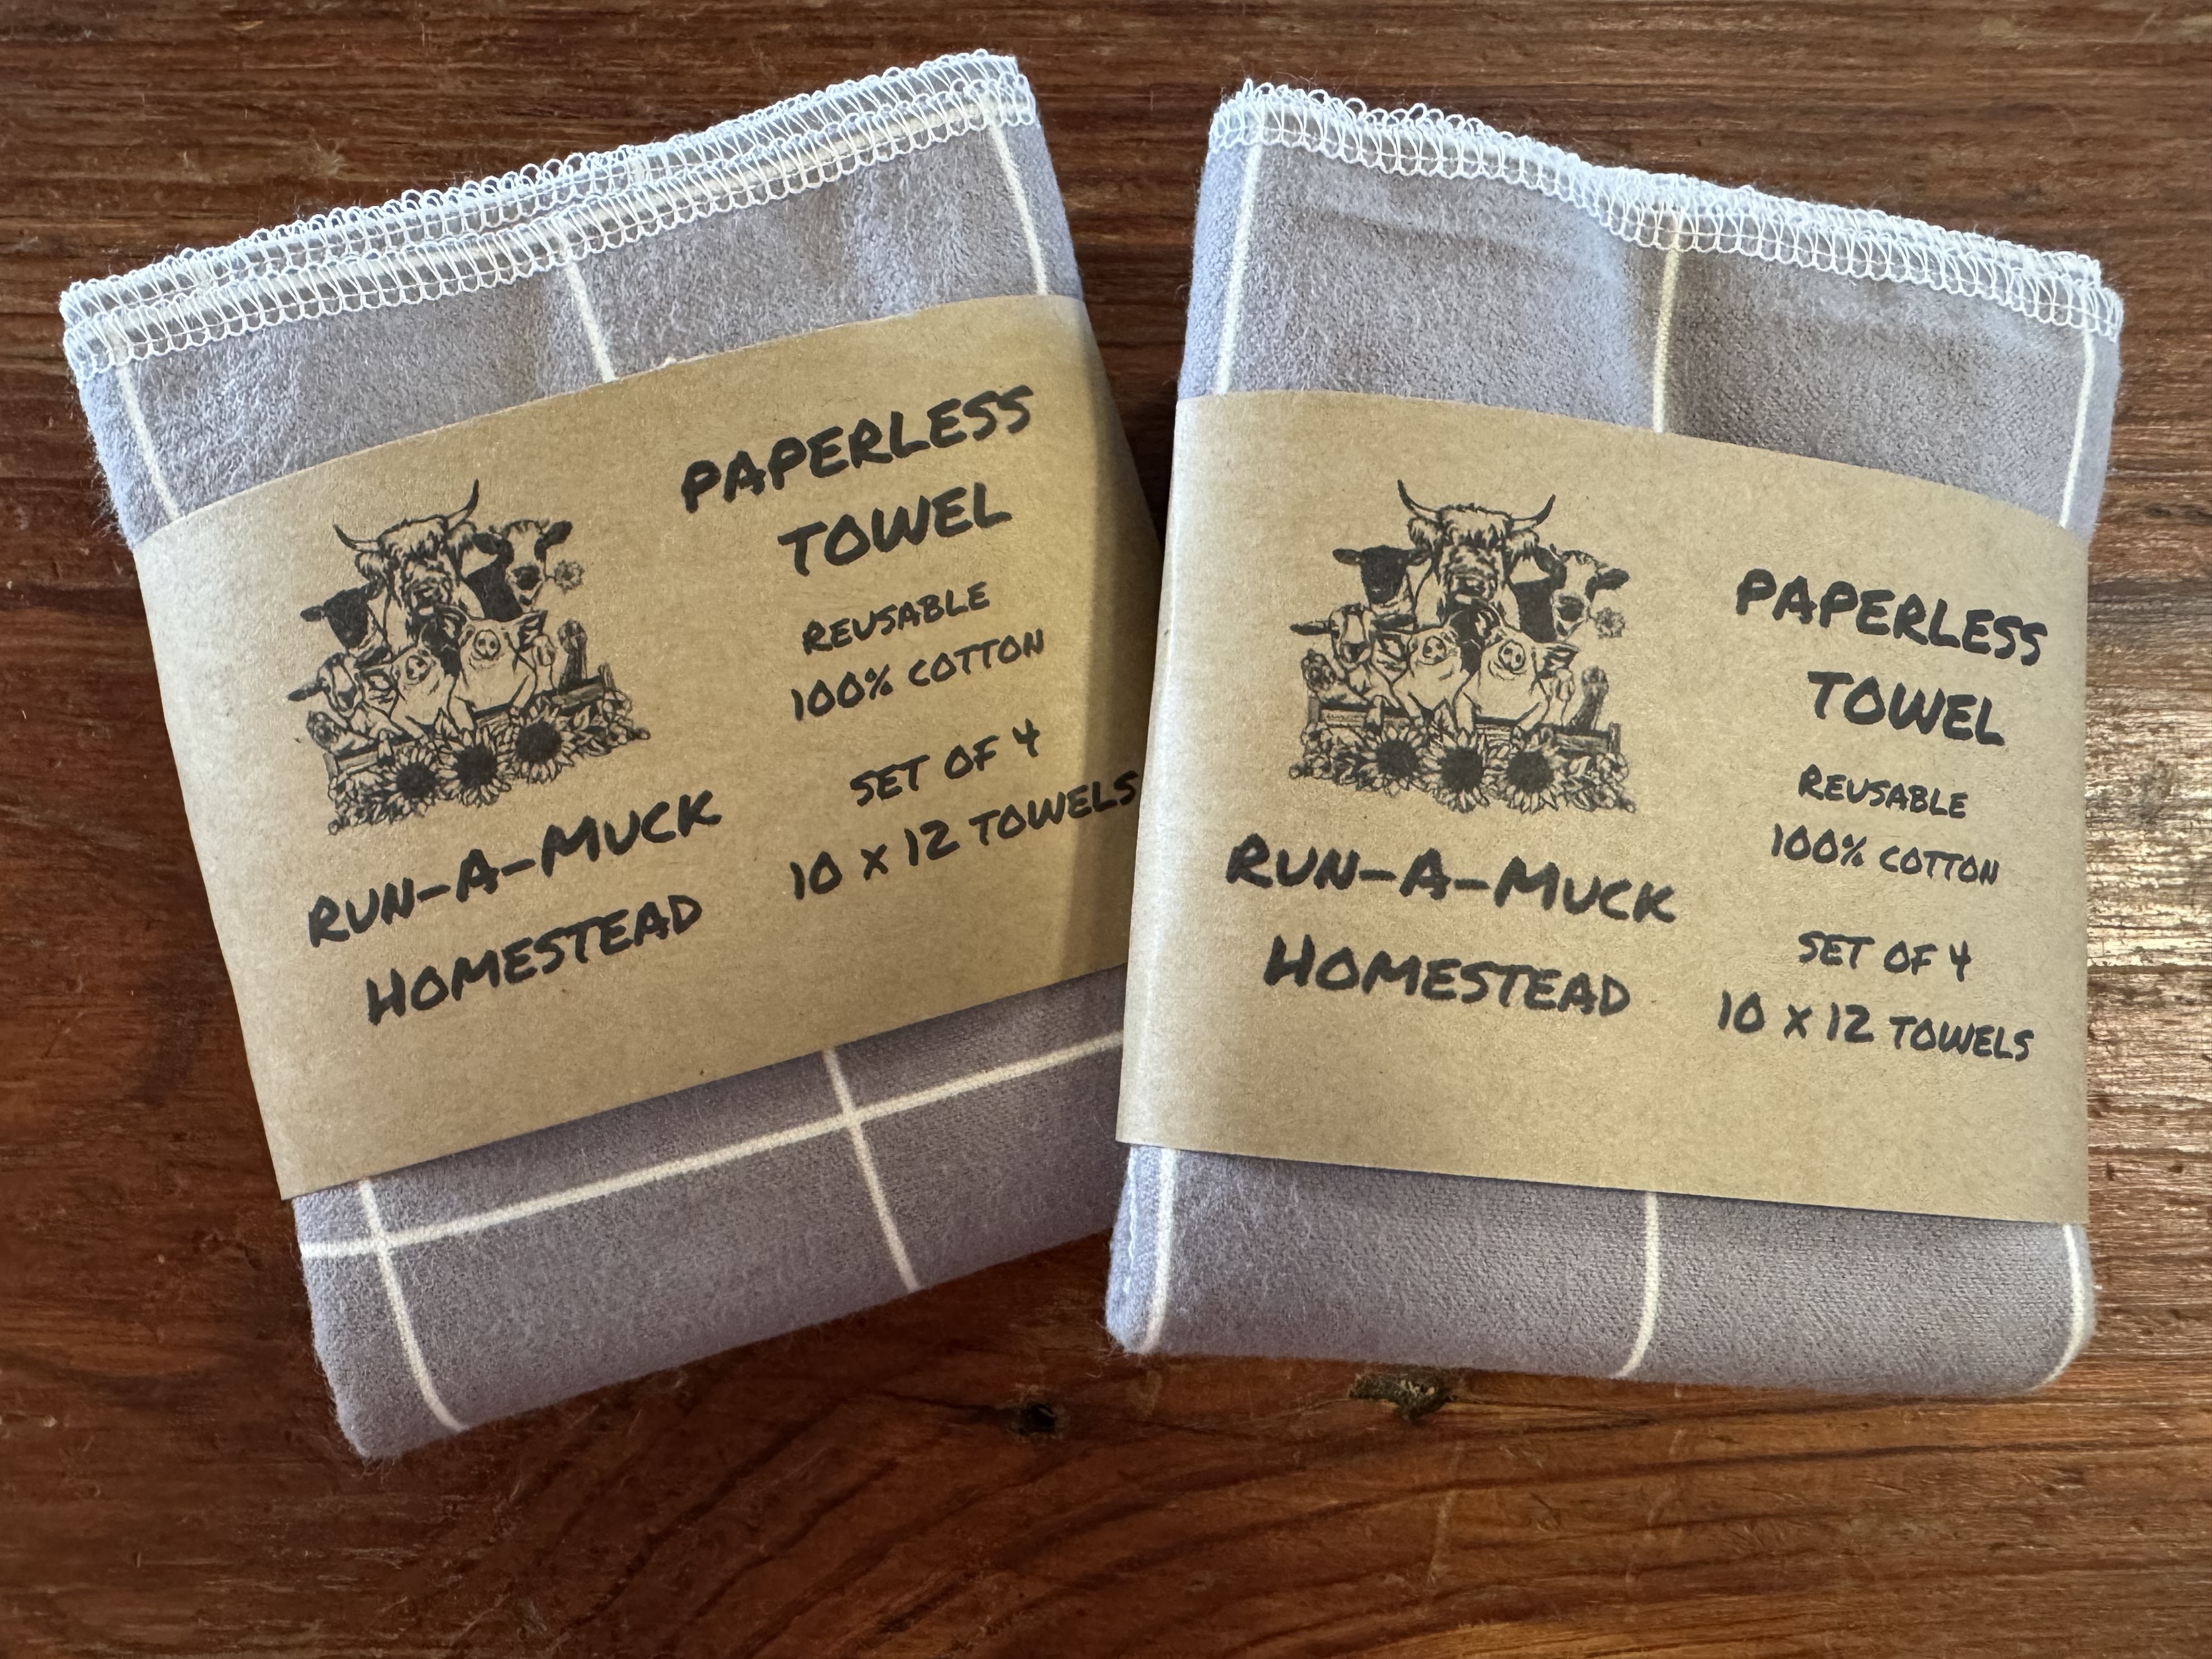 PAPERLESS
TOWEL
REUSABLE
100% COTTON
SET OF 4
10 x 12 TOWELS
RUN-A-MUCK
HOMESTEAD
PAPERLESS
TOWEL
REUSABLE
100% COTTON
SET OF 4
10 x 12 TOWELS
RUN-A-MUCK
HOMESTEAD